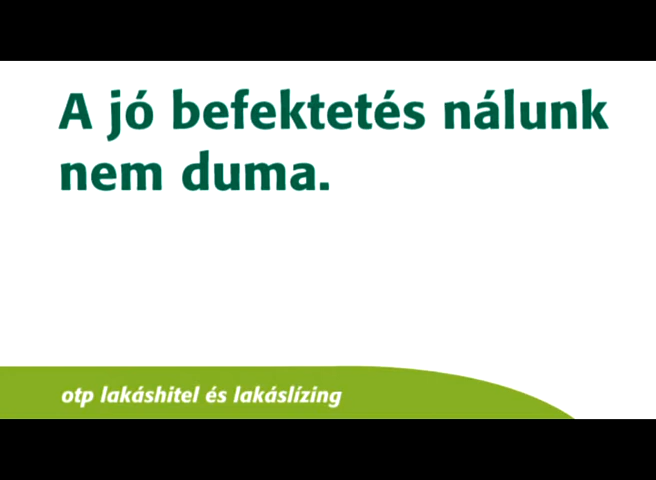 A jó befektetés nálunk
nem duma.
otp lakáshitel és lakáslízing